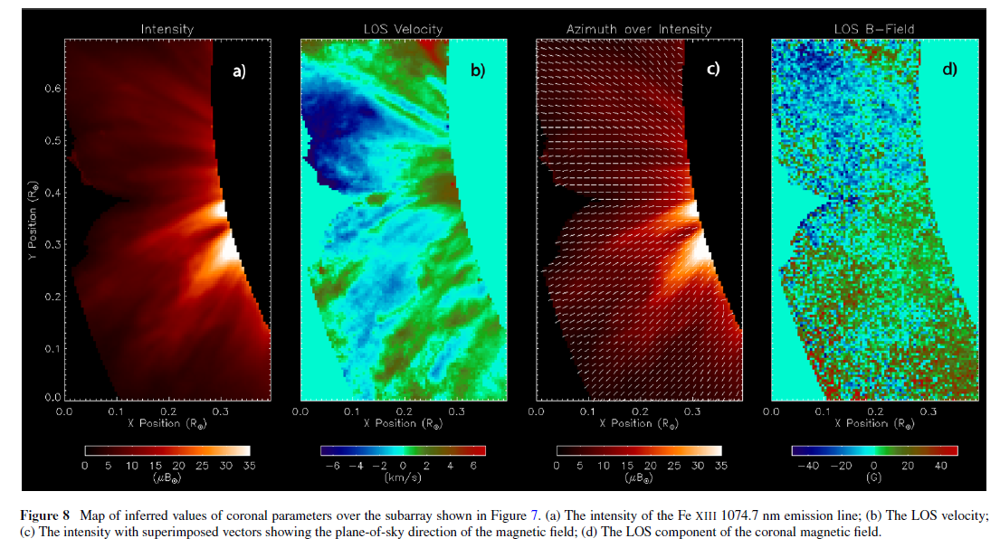 Intensity
LOS Velocity
Azimuth over Intensity
LOS B-Field
a)
b)
c)
d)
Y Position (R⊙)
0.6
0.5
0.4
0.3
0.2
0.1
0.0
0.0 0.1 0.2 0.3
0.0 0.1 0.2 0.3
0.0 0.1 0.2 0.3
0.0 0.1 0.2 0.3
X Position (R⊙)
X Position (R⊙)
X Position (R⊙)
X Position (R⊙)
0 5 10 15 20 25 30 35
(μB⊙)
-6 -4 -2 0 2 4 6
(km/s)
0 5 10 15 20 25 30 35
(μB⊙)
-40 -20 0 20 40
(G)
Figure 8 Map of inferred values of coronal parameters over the subarray shown in Figure 7. (a) The intensity of the Fe XIII 1074.7 nm emission line; (b) The LOS velocity;
(c) The intensity with superimposed vectors showing the plane-of-sky direction of the magnetic field; (d) The LOS component of the coronal magnetic field.